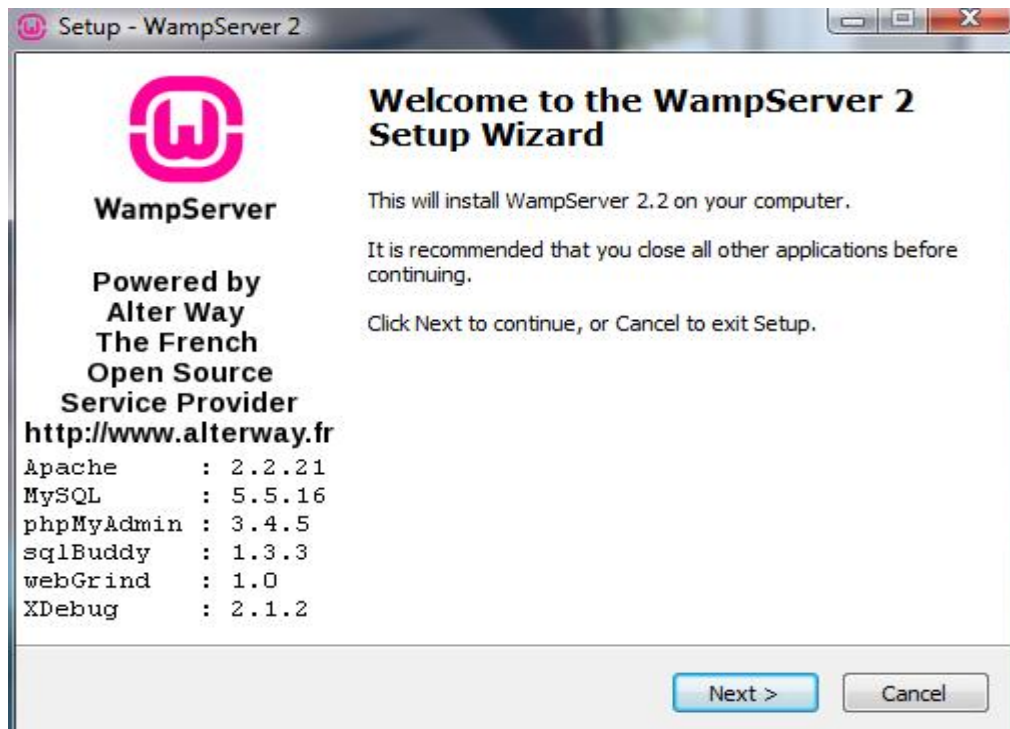 Setup - WampServer 2
WampServer
Powered by
Alter Way
The French
Open Source
Service Provider
http://www.alterway.fr
Apache : 2.2.21
MySQL : 5.5.16
phpMyAdmin : 3.4.5
sqlBuddy : 1.3.3
webGrind : 1.0
XDebug : 2.1.2
Welcome to the WampServer 2
Setup Wizard
This will install WampServer 2.2 on your computer.
It is recommended that you close all other applications before
continuing.
Click Next to continue, or Cancel to exit Setup.
Next >
Cancel